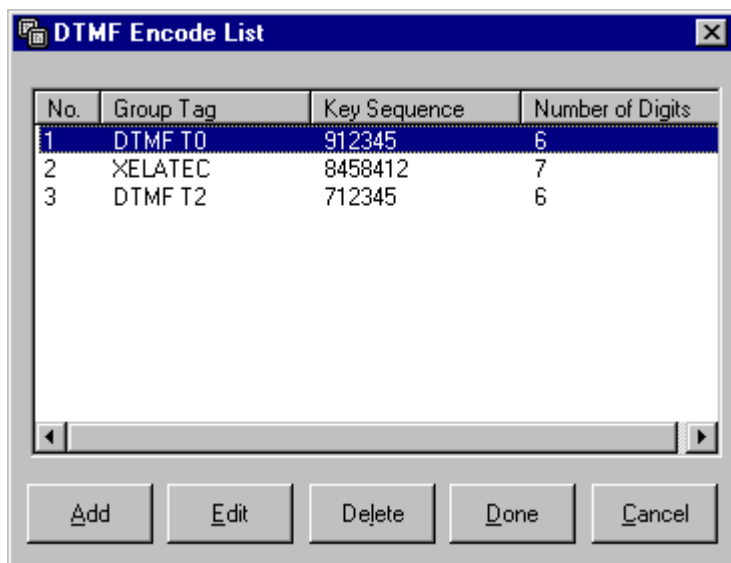 DTMF Encode List
No. Group Tag Key Sequence Number of Digits
1 DTMF T0 912345 6
2 XELATEC 8458412 7
3 DTMF T2 712345 6
Add Edit Delete Done Cancel